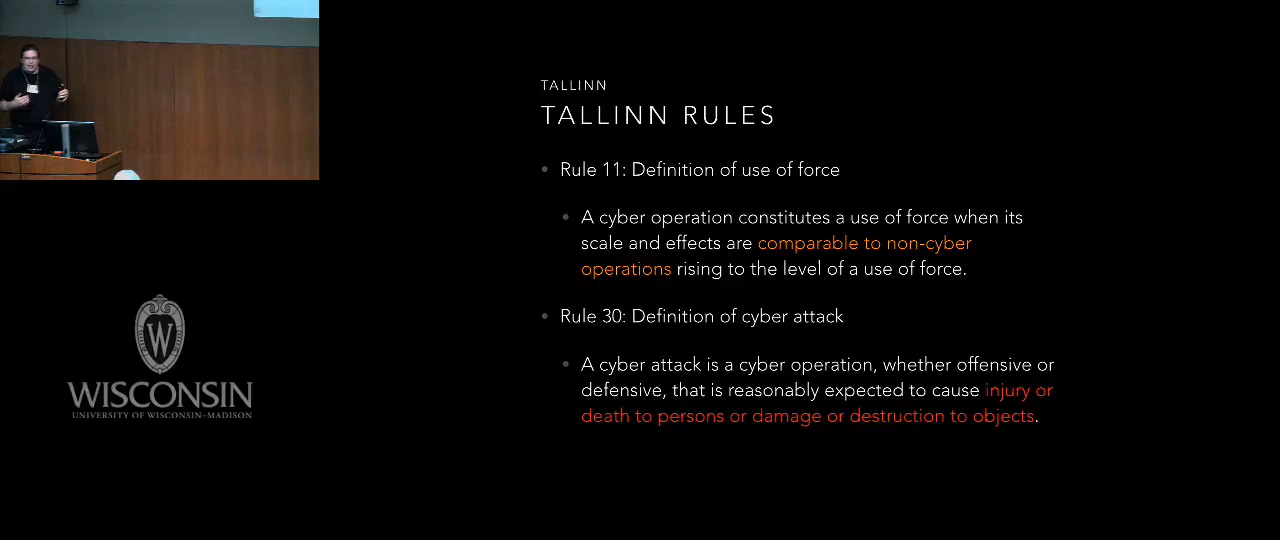 TALLINN
TALLINN RULES
• Rule 11: Definition of use of force
• A cyber operation constitutes a use of force when its
scale and effects are comparable to non-cyber
operations rising to the level of a use of force.
• Rule 30: Definition of cyber attack
• A cyber attack is a cyber operation, whether offensive or
defensive, that is reasonably expected to cause injury or
death to persons or damage or destruction to objects.
W
WISCONSIN
UNIVERSITY OF WISCONSIN–MADISON